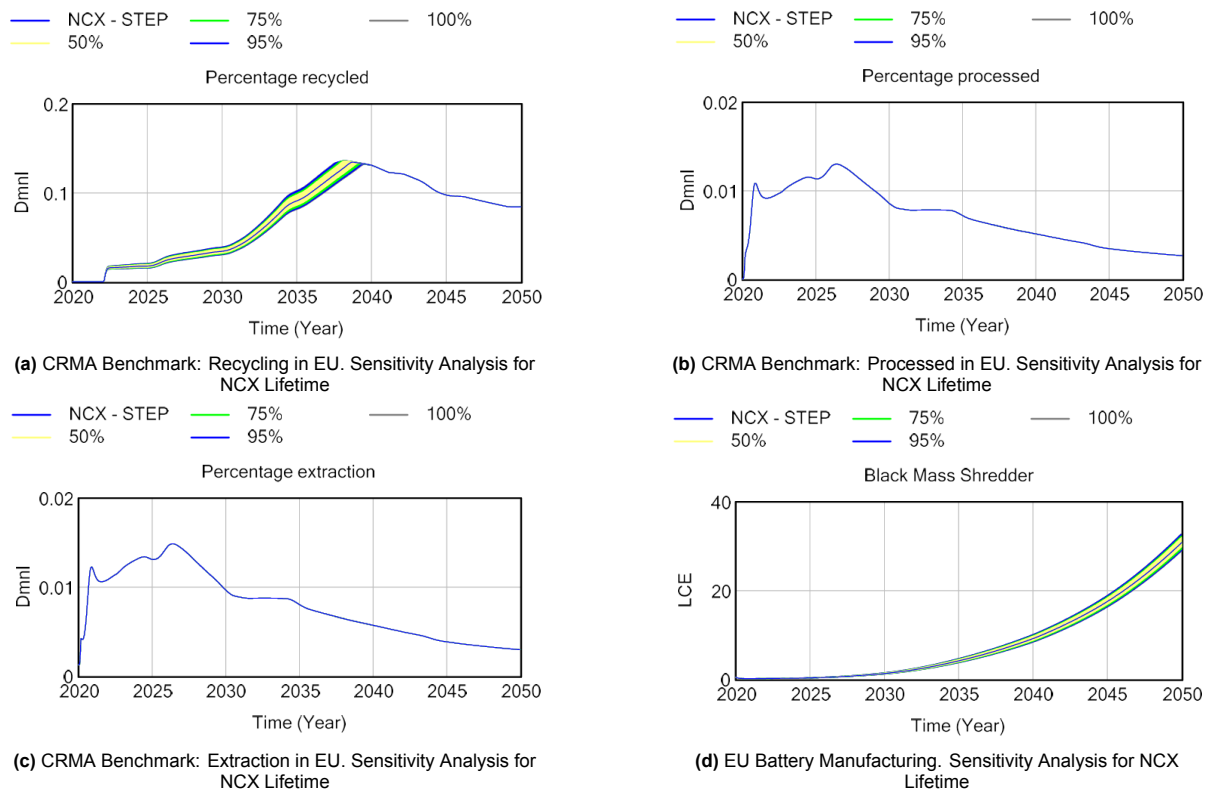 NCX - STEP 75% 100%
50% 95%
Percentage recycled
0.2
0.1
0
Dmnl
2020 2025 2030 2035 2040 2045 2050
Time (Year)
(a) CRMA Benchmark: Recycling in EU. Sensitivity Analysis for
NCX Lifetime
NCX - STEP 75% 100%
50% 95%
Percentage processed
0.02
0.01
0
Dmnl
2020 2025 2030 2035 2040 2045 2050
Time (Year)
(b) CRMA Benchmark: Processed in EU. Sensitivity Analysis for
NCX Lifetime
NCX - STEP 75% 100%
50% 95%
Percentage extraction
0.02
0.01
0
Dmnl
2020 2025 2030 2035 2040 2045 2050
Time (Year)
(c) CRMA Benchmark: Extraction in EU. Sensitivity Analysis for
NCX Lifetime
NCX - STEP 75% 100%
50% 95%
Black Mass Shredder
40
20
0
LCE
2020 2025 2030 2035 2040 2045 2050
Time (Year)
(d) EU Battery Manufacturing. Sensitivity Analysis for NCX
Lifetime